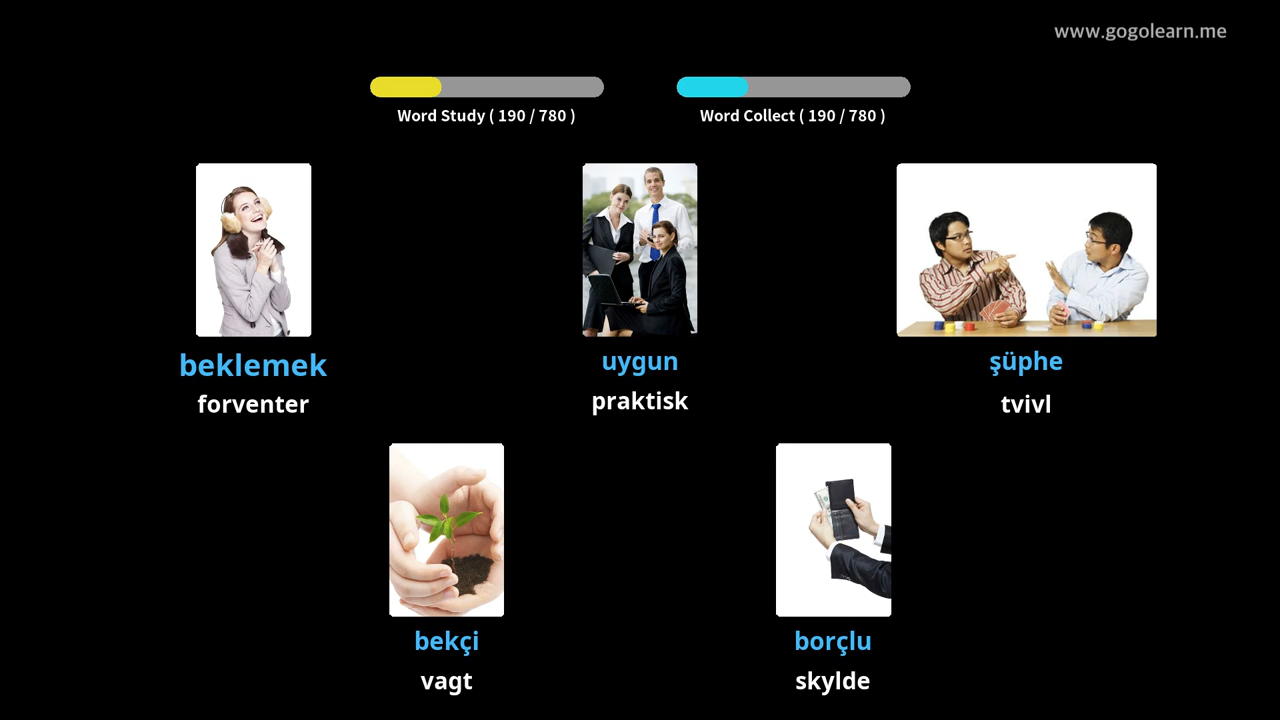 www.gogolearn.me
Word Study ( 190 / 780 )
Word Collect ( 190 / 780 )
beklemek
forventer
uygun
praktisk
şüphe
tvivl
bekçi
vagt
borçlu
skylde